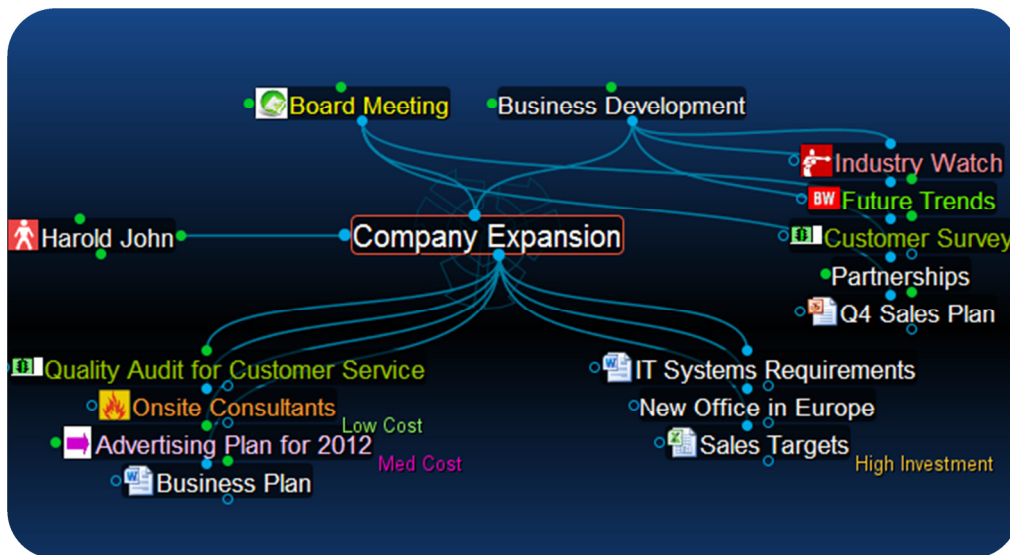 Board Meeting
Business Development
Industry Watch
BW Future Trends
Harold John
Company Expansion
Customer Survey
Partnerships
Q4 Sales Plan
Quality Audit for Customer Service
IT Systems Requirements
Onsite Consultants
New Office in Europe
Low Cost
Advertising Plan for 2012
Sales Targets
Med Cost
High Investment
Business Plan